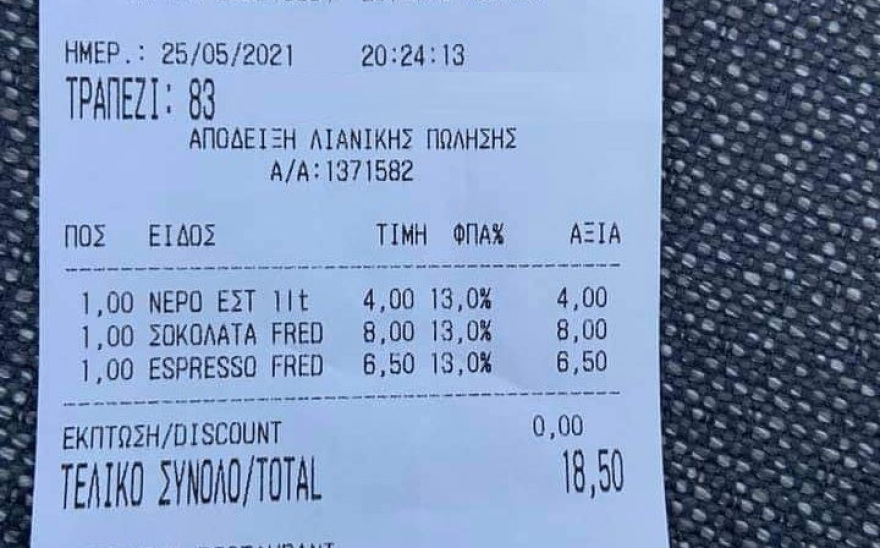 ΗΜΕΡ.: 25/05/2021 20:24:13
ΤΡΑΠΕΖΙ: 83
ΑΠΟΔΕΙΞΗ ΛΙΑΝΙΚΗΣ ΠΩΛΗΣΗΣ
Α/Α:1371582
ΠΟΣ ΕΙΔΟΣ ΤΙΜΗ ΦΠΑ% ΑΞΙΑ
1,00 ΝΕΡΟ ΕΣΤ 1lt 4,00 13,0% 4,00
1,00 ΣΟΚΟΛΑΤΑ FRED 8,00 13,0% 8,00
1,00 ESPRESSO FRED 6,50 13,0% 6,50
ΕΚΠΤΩΣΗ/DISCOUNT 0,00
ΤΕΛΙΚΟ ΣΥΝΟΛΟ/TOTAL 18,50